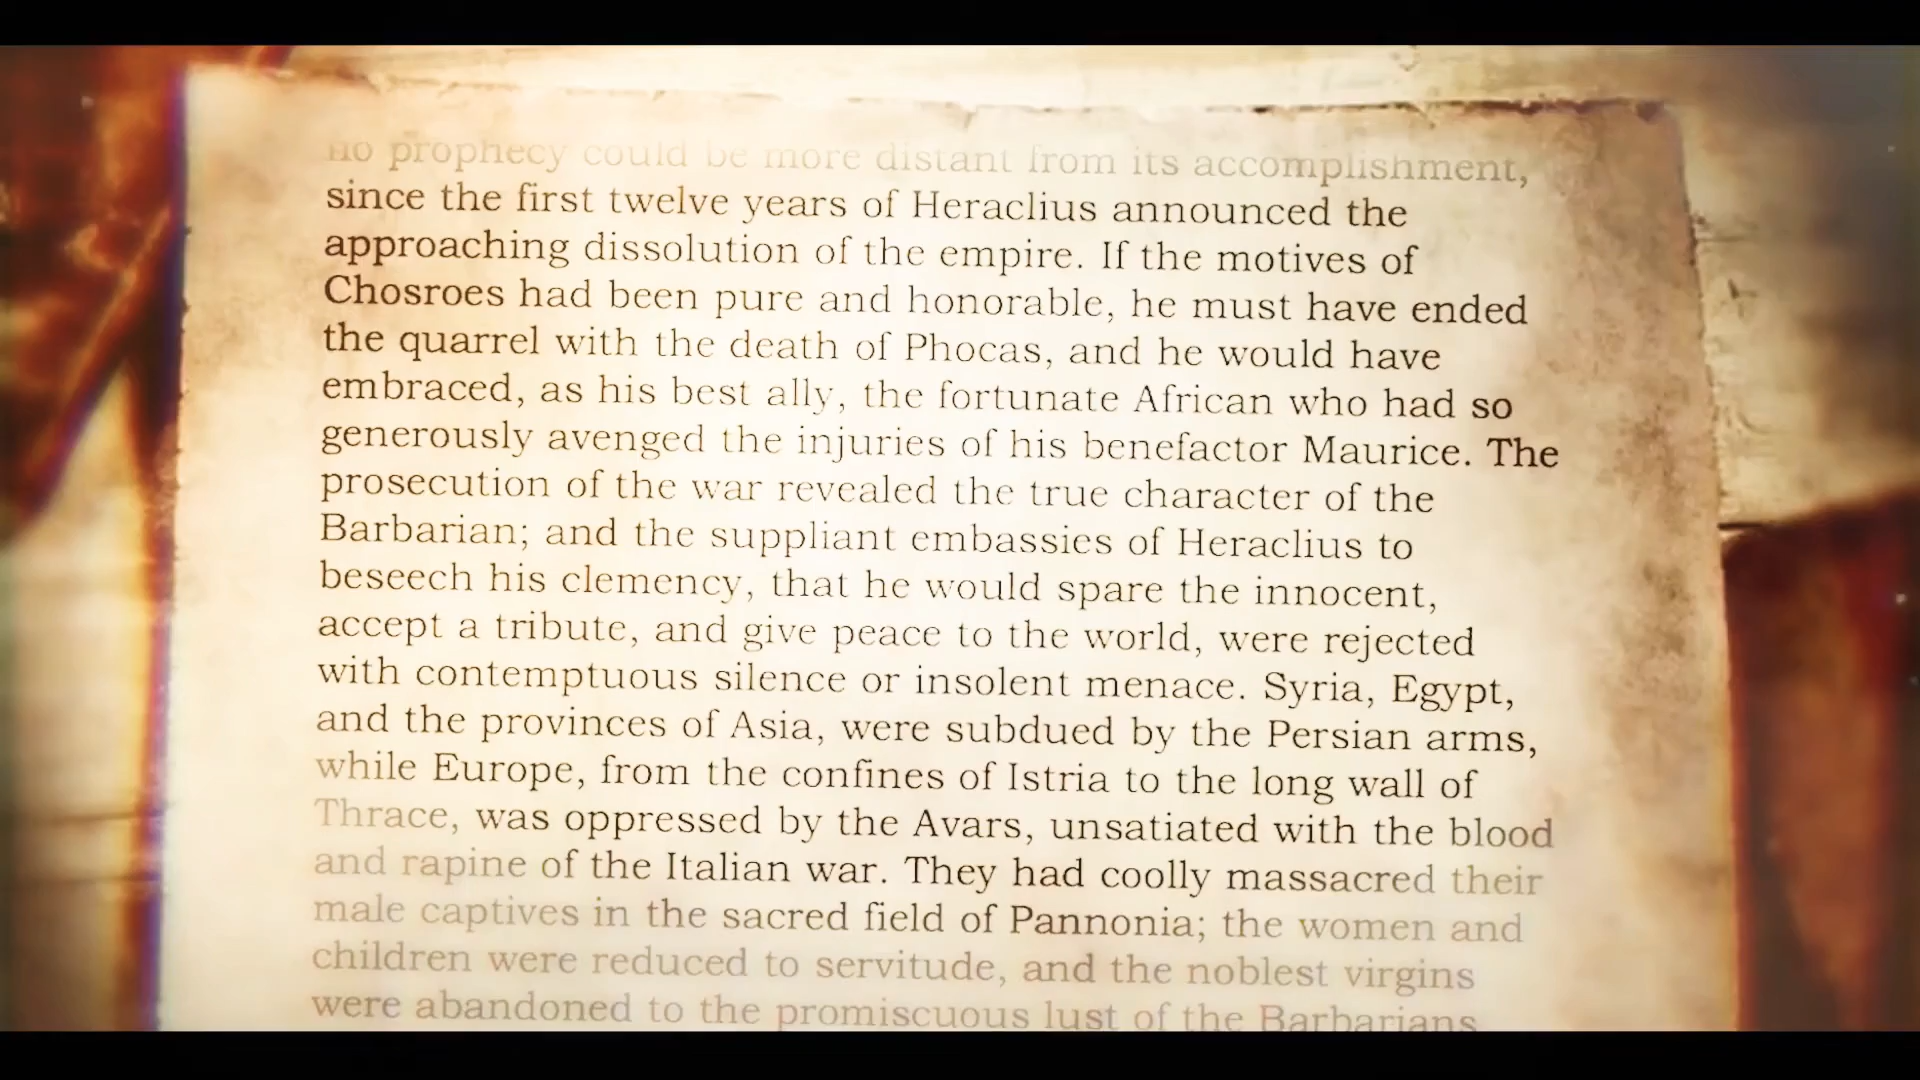 no prophecy could be more distant from its accomplishment,
since the first twelve years of Heraclius announced the
approaching dissolution of the empire. If the motives of
Chosroes had been pure and honorable, he must have ended
the quarrel with the death of Phocas, and he would have
embraced, as his best ally, the fortunate African who had so
generously avenged the injuries of his benefactor Maurice. The
prosecution of the war revealed the true character of the
Barbarian; and the suppliant embassies of Heraclius to
beseech his clemency, that he would spare the innocent,
accept a tribute, and give peace to the world, were rejected
with contemptuous silence or insolent menace. Syria, Egypt,
and the provinces of Asia, were subdued by the Persian arms,
while Europe, from the confines of Istria to the long wall of
Thrace, was oppressed by the Avars, unsatiated with the blood
and rapine of the Italian war. They had coolly massacred their
male captives in the sacred field of Pannonia; the women and
children were reduced to servitude, and the noblest virgins
were abandoned to the promiscuous lust of the Barbarians